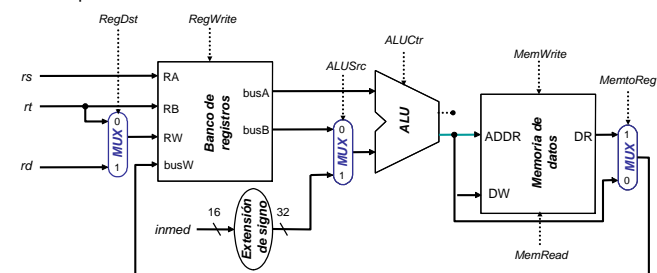 RegDst
RegWrite
ALUSrc
ALUCtr
MemWrite
MemtoReg
rs
rt
rd
0
MUX
1
RA
RB
RW
busW
Banco de
registros
busA
busB
0
MUX
1
ALU
ADDR
DW
Memoria de
datos
DR
1
MUX
0
inmed
16
Extensión
de signo
32
MemRead